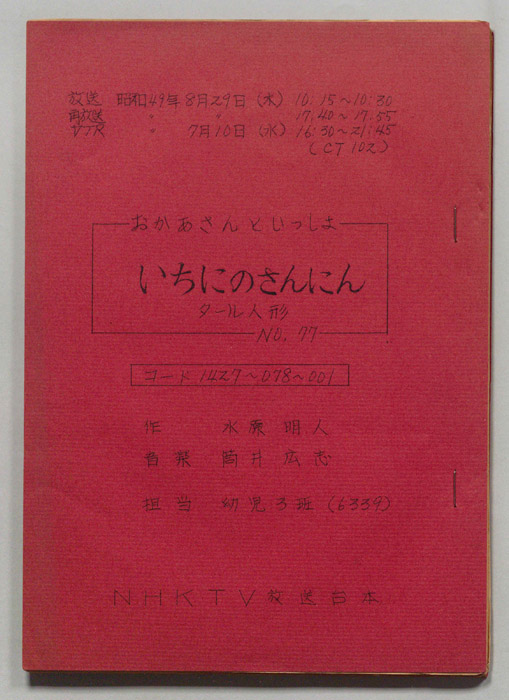 放送 昭和49年8月29日(水) 10:15～10:30
再放送 〃 〃 17:40～17:55
VTR 〃 7月10日(水) 16:30～21:45
(CT102)
おかあさんといっしょ
いちにのさんにん
タール人形
NO. 77
コード 1427～078～001
作 水原明人
音楽 筒井広志
担当 幼児3班(6339)
NHKTV放送台本